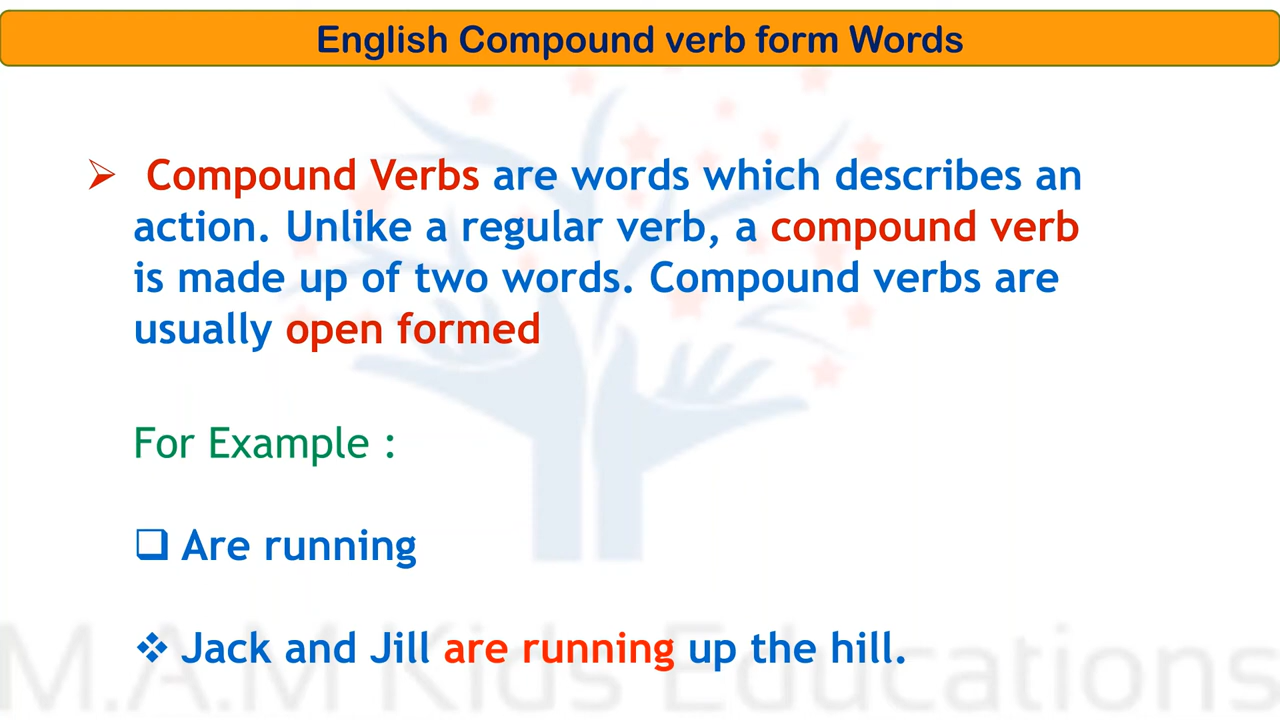 English Compound verb form Words
Compound Verbs are words which describes an
action. Unlike a regular verb, a compound verb
is made up of two words. Compound verbs are
usually open formed
For Example :
Are running
Jack and Jill are running up the hill.
M.A.M Kids Educations